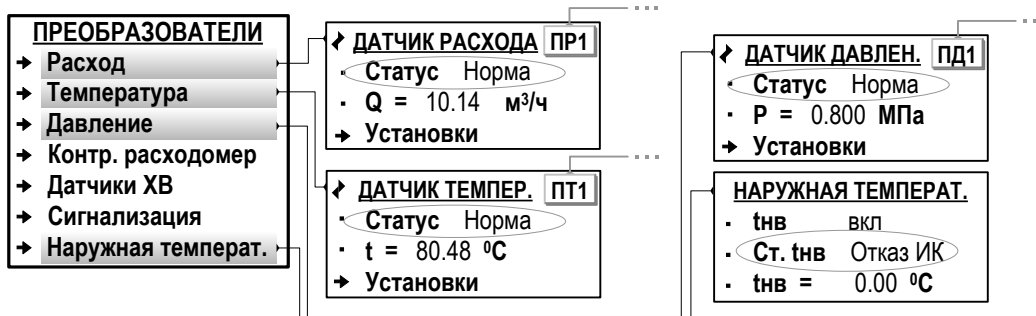 ПРЕОБРАЗОВАТЕЛИ
Расход
Температура
Давление
Контр. расходомер
Датчики ХВ
Сигнализация
Наружная температ.
ДАТЧИК РАСХОДА ПР1
Статус Норма
Q = 10.14 м³/ч
Установки
ДАТЧИК ТЕМПЕР. ПТ1
Статус Норма
t = 80.48 ⁰С
Установки
ДАТЧИК ДАВЛЕН. ПД1
Статус Норма
P = 0.800 МПа
Установки
НАРУЖНАЯ ТЕМПЕРАТ.
tнв вкл
Ст. tнв Отказ ИК
tнв = 0.00 ⁰С